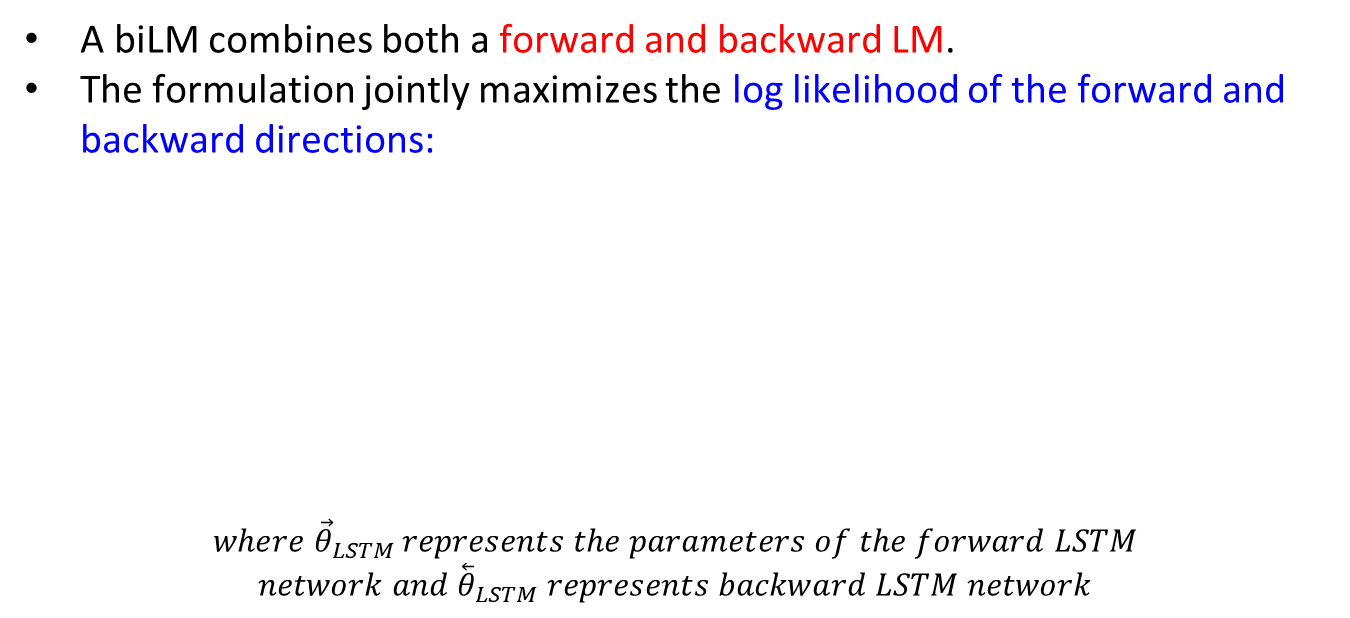 • A biLM combines both a forward and backward LM.
• The formulation jointly maximizes the log likelihood of the forward and
backward directions:
where θ⃗_LSTM represents the parameters of the forward LSTM
network and θ⃖_LSTM represents backward LSTM network